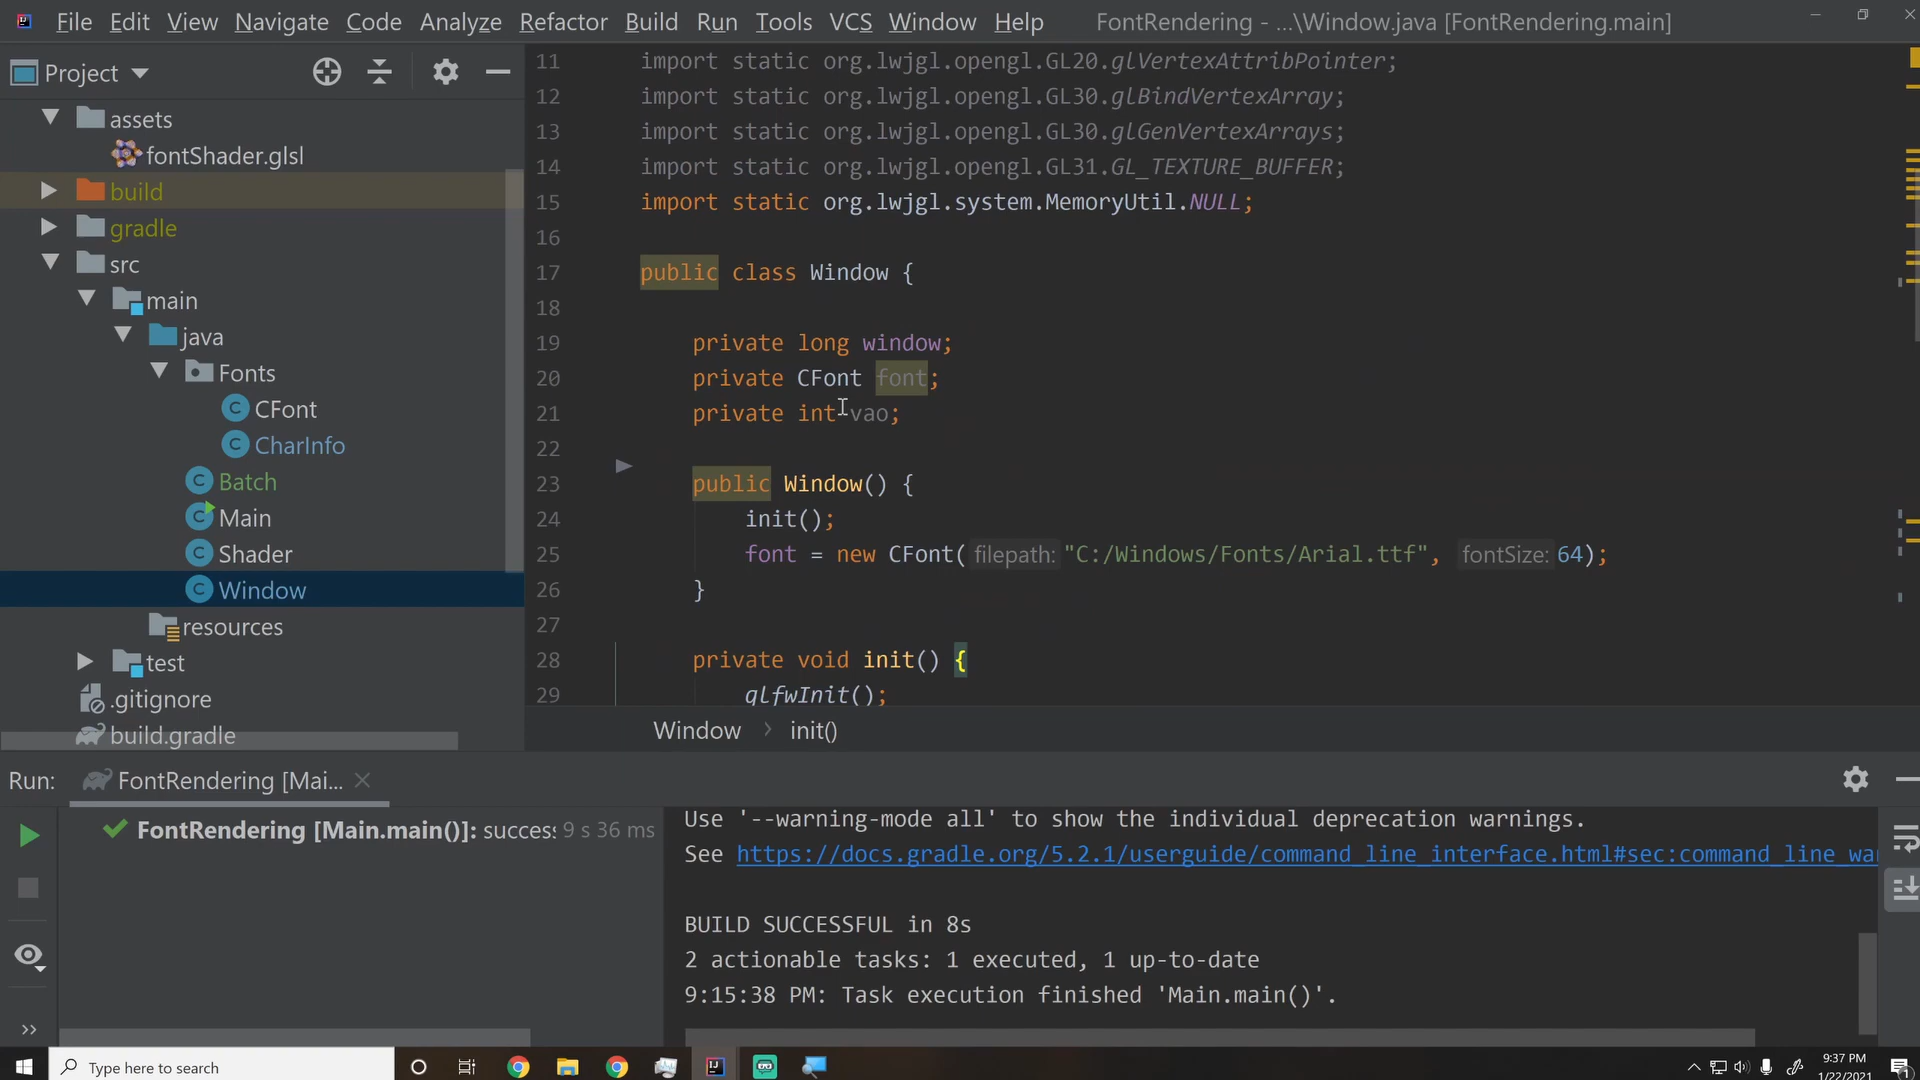 File Edit View Navigate Code Analyze Refactor Build Run Tools VCS Window Help FontRendering - ...\Window.java [FontRendering.main]
Project
assets
fontShader.glsl
build
gradle
src
main
java
Fonts
CFont
CharInfo
Batch
Main
Shader
Window
resources
test
.gitignore
build.gradle
11 import static org.lwjgl.opengl.GL20.glVertexAttribPointer;
12 import static org.lwjgl.opengl.GL30.glBindVertexArray;
13 import static org.lwjgl.opengl.GL30.glGenVertexArrays;
14 import static org.lwjgl.opengl.GL31.GL_TEXTURE_BUFFER;
15 import static org.lwjgl.system.MemoryUtil.NULL;
16
17 public class Window {
18
19 private long window;
20 private CFont font;
21 private int vao;
22
23 public Window() {
24 init();
25 font = new CFont( filepath: "C:/Windows/Fonts/Arial.ttf", fontSize: 64);
26 }
27
28 private void init() {
29 glfwInit();
Window › init()
Run: FontRendering [Mai...
FontRendering [Main.main()]: success 9 s 36 ms
Use '--warning-mode all' to show the individual deprecation warnings.
See https://docs.gradle.org/5.2.1/userguide/command_line_interface.html#sec:command_line_wa
BUILD SUCCESSFUL in 8s
2 actionable tasks: 1 executed, 1 up-to-date
9:15:38 PM: Task execution finished 'Main.main()'.
Type here to search
9:37 PM
1/22/2021